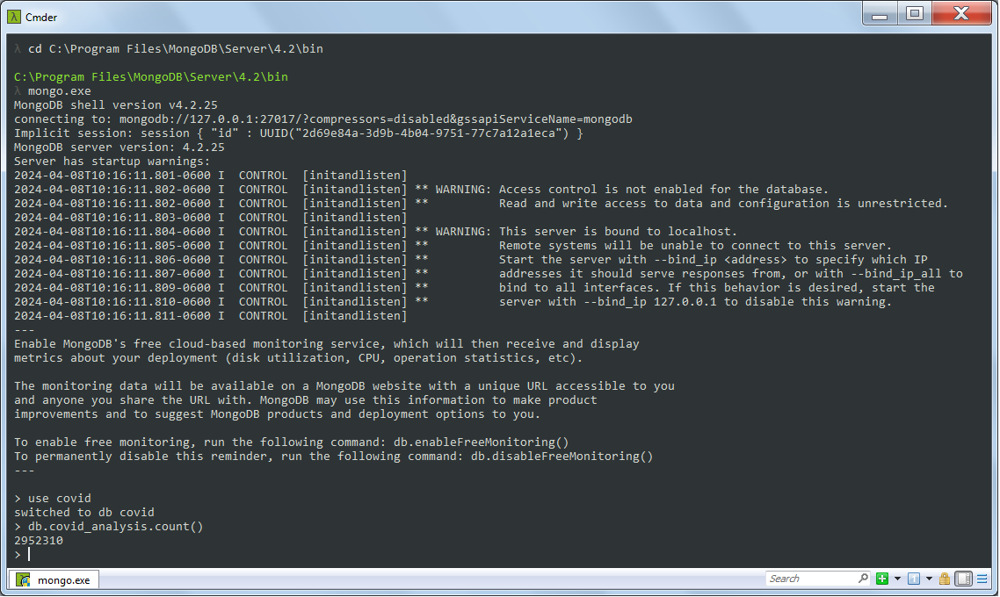 Cmder
λ cd C:\Program Files\MongoDB\Server\4.2\bin
C:\Program Files\MongoDB\Server\4.2\bin
λ mongo.exe
MongoDB shell version v4.2.25
connecting to: mongodb://127.0.0.1:27017/?compressors=disabled&gssapiServiceName=mongodb
Implicit session: session { "id" : UUID("2d69e84a-3d9b-4b04-9751-77c7a12a1eca") }
MongoDB server version: 4.2.25
Server has startup warnings:
2024-04-08T10:16:11.801-0600 I  CONTROL  [initandlisten]
2024-04-08T10:16:11.802-0600 I  CONTROL  [initandlisten] ** WARNING: Access control is not enabled for the database.
2024-04-08T10:16:11.802-0600 I  CONTROL  [initandlisten] **          Read and write access to data and configuration is unrestricted.
2024-04-08T10:16:11.803-0600 I  CONTROL  [initandlisten]
2024-04-08T10:16:11.804-0600 I  CONTROL  [initandlisten] ** WARNING: This server is bound to localhost.
2024-04-08T10:16:11.805-0600 I  CONTROL  [initandlisten] **          Remote systems will be unable to connect to this server.
2024-04-08T10:16:11.806-0600 I  CONTROL  [initandlisten] **          Start the server with --bind_ip <address> to specify which IP
2024-04-08T10:16:11.807-0600 I  CONTROL  [initandlisten] **          addresses it should serve responses from, or with --bind_ip_all to
2024-04-08T10:16:11.809-0600 I  CONTROL  [initandlisten] **          bind to all interfaces. If this behavior is desired, start the
2024-04-08T10:16:11.810-0600 I  CONTROL  [initandlisten] **          server with --bind_ip 127.0.0.1 to disable this warning.
2024-04-08T10:16:11.811-0600 I  CONTROL  [initandlisten]
---
Enable MongoDB's free cloud-based monitoring service, which will then receive and display
metrics about your deployment (disk utilization, CPU, operation statistics, etc).
The monitoring data will be available on a MongoDB website with a unique URL accessible to you
and anyone you share the URL with. MongoDB may use this information to make product
improvements and to suggest MongoDB products and deployment options to you.
To enable free monitoring, run the following command: db.enableFreeMonitoring()
To permanently disable this reminder, run the following command: db.disableFreeMonitoring()
---
> use covid
switched to db covid
> db.covid_analysis.count()
2952310
>
mongo.exe
Search